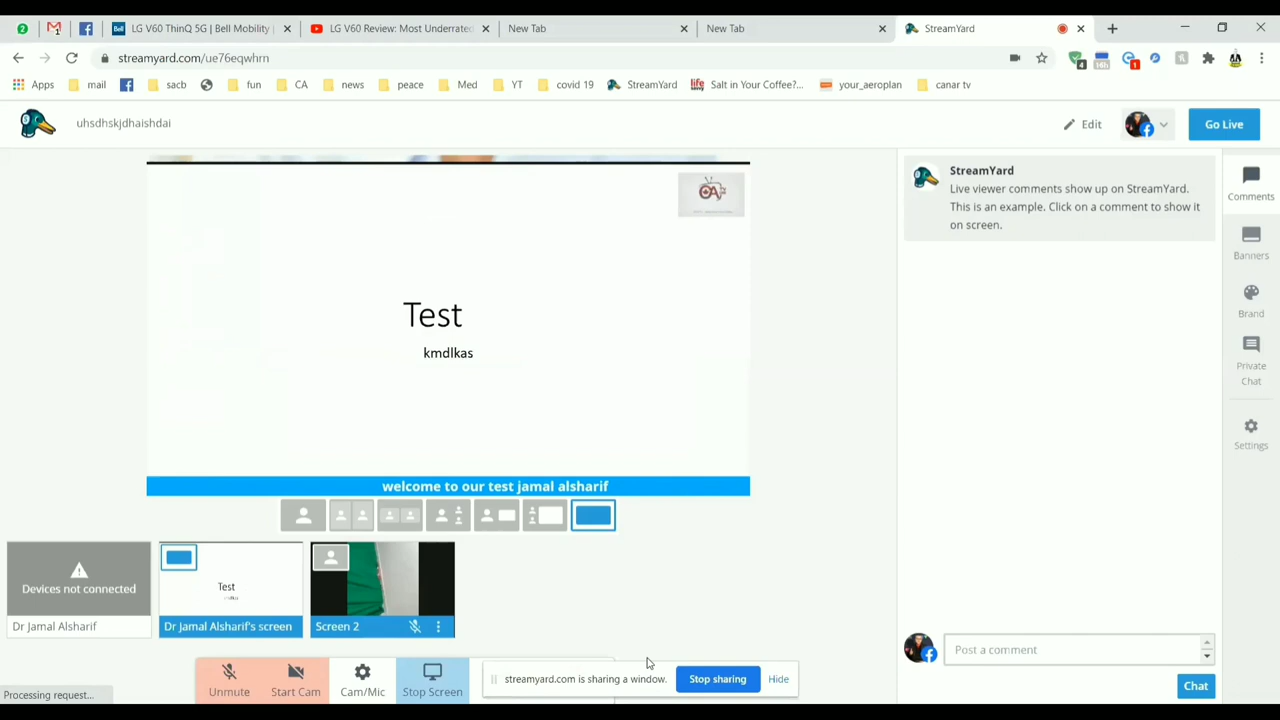 LG V60 ThinQ 5G | Bell Mobility
LG V60 Review: Most Underrated
New Tab
New Tab
StreamYard
streamyard.com/ue76eqwhrn
4
14h
1
Apps
mail
sacb
fun
CA
news
peace
Med
YT
covid 19
StreamYard
Salt in Your Coffee?...
your_aeroplan
canar tv
uhsdhskjdhaishdai
Edit
Go Live
StreamYard
Live viewer comments show up on StreamYard.
This is an example. Click on a comment to show it
on screen.
Comments
Banners
Brand
Private
Chat
Settings
Test
kmdlkas
welcome to our test jamal alsharif
Devices not connected
Dr Jamal Alsharif
Test
Dr Jamal Alsharif's screen
Screen 2
Unmute
Start Cam
Cam/Mic
Stop Screen
streamyard.com is sharing a window.
Stop sharing
Hide
Processing request...
Post a comment
Chat